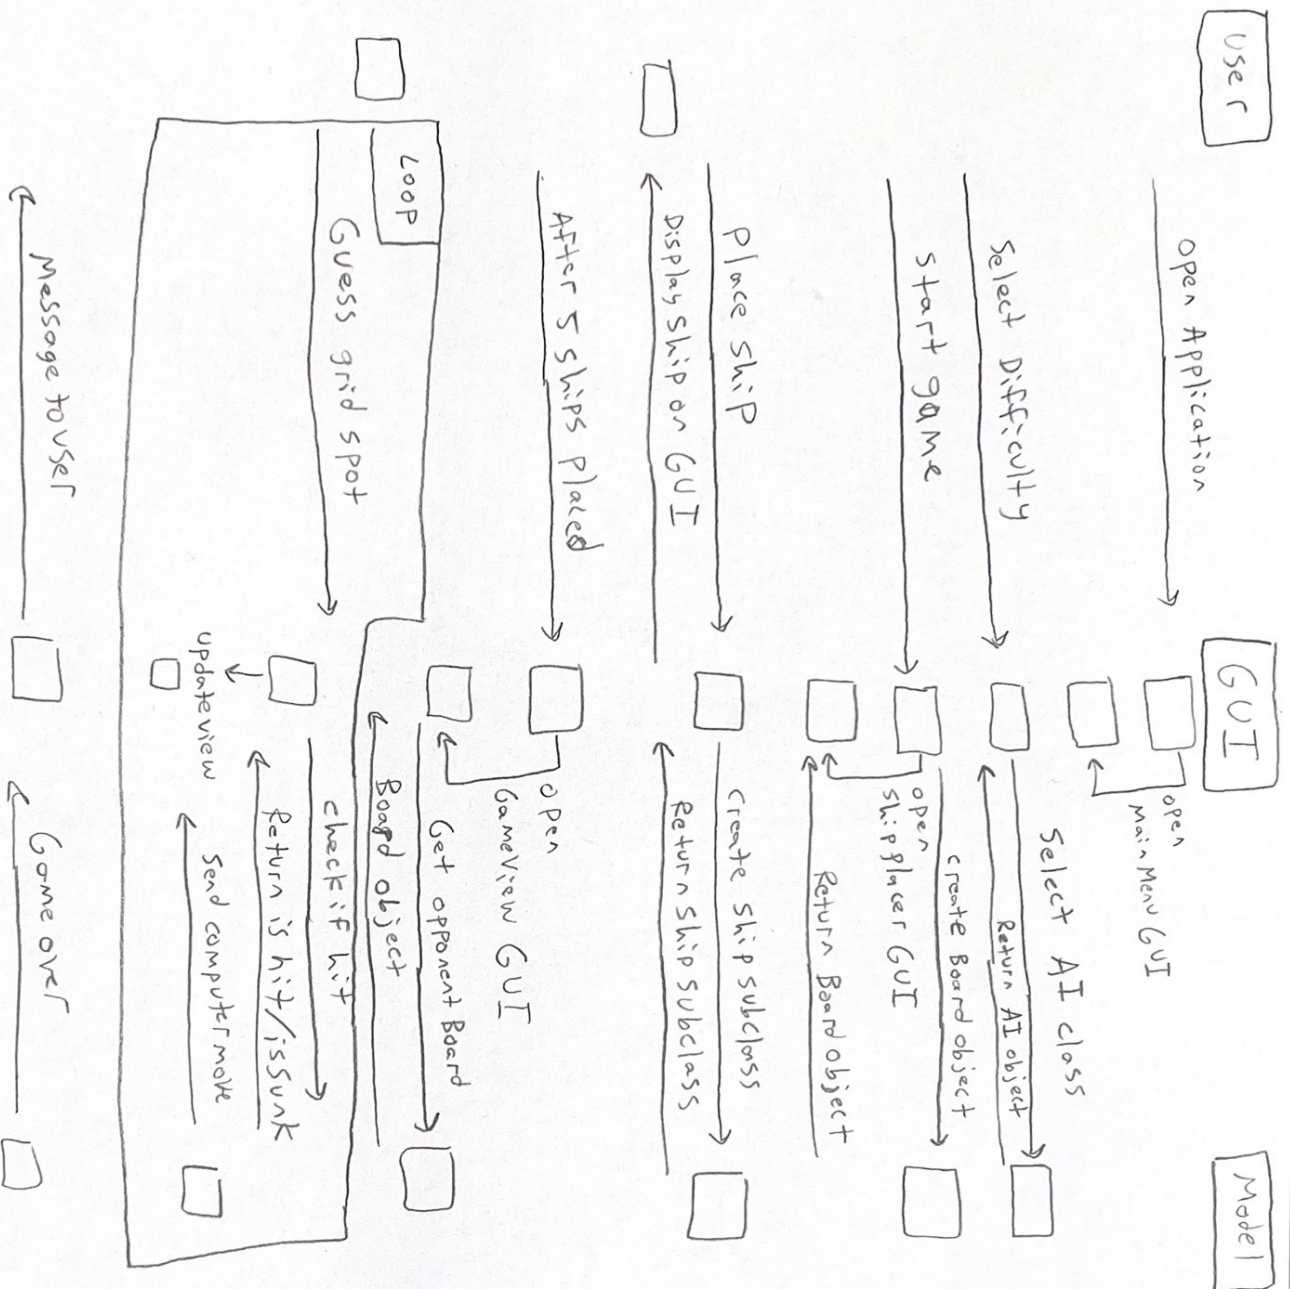 User
GUI
Model
open Application
open
MainMenu GUI
Select Difficulty
Select AI class
Return AI object
Start game
create Board object
open
ship placer GUI
Return Board object
Place Ship
create ship subclass
Display ship on GUI
Return ship subclass
After 5 ships placed
open
GameView GUI
Get opponent Board
Board object
LOOP
Guess grid spot
check if hit
Return is hit/issunk
updateview
send computer move
Message to user
Game over